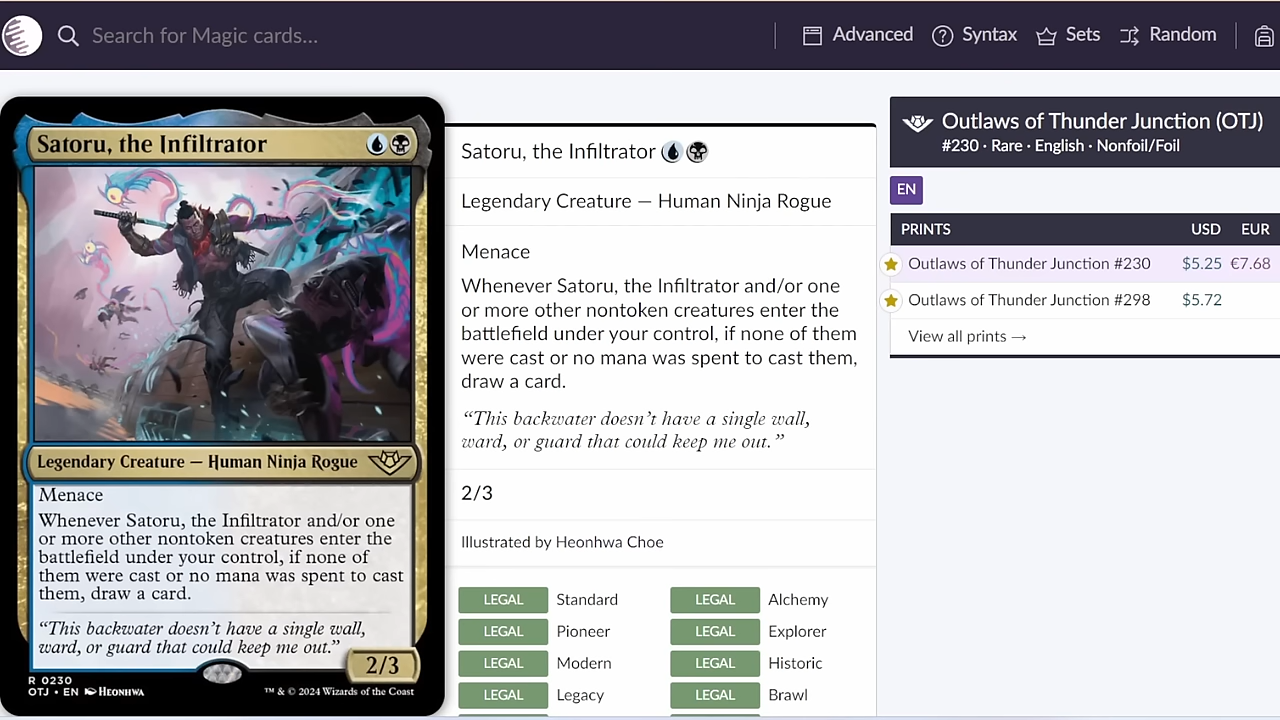 Search for Magic cards...
Advanced
Syntax
Sets
Random
Satoru, the Infiltrator
Legendary Creature — Human Ninja Rogue
Menace
Whenever Satoru, the Infiltrator and/or one
or more other nontoken creatures enter the
battlefield under your control, if none of
them were cast or no mana was spent to cast
them, draw a card.
“This backwater doesn’t have a single wall,
ward, or guard that could keep me out.”
2/3
R 0230
OTJ • EN Heonhwa
™ & © 2024 Wizards of the Coast
Satoru, the Infiltrator
Legendary Creature — Human Ninja Rogue
Menace
Whenever Satoru, the Infiltrator and/or one
or more other nontoken creatures enter the
battlefield under your control, if none of them
were cast or no mana was spent to cast them,
draw a card.
“This backwater doesn’t have a single wall,
ward, or guard that could keep me out.”
2/3
Illustrated by Heonhwa Choe
LEGAL Standard LEGAL Alchemy
LEGAL Pioneer LEGAL Explorer
LEGAL Modern LEGAL Historic
LEGAL Legacy LEGAL Brawl
Outlaws of Thunder Junction (OTJ)
#230 · Rare · English · Nonfoil/Foil
EN
PRINTS USD EUR
Outlaws of Thunder Junction #230 $5.25 €7.68
Outlaws of Thunder Junction #298 $5.72
View all prints →